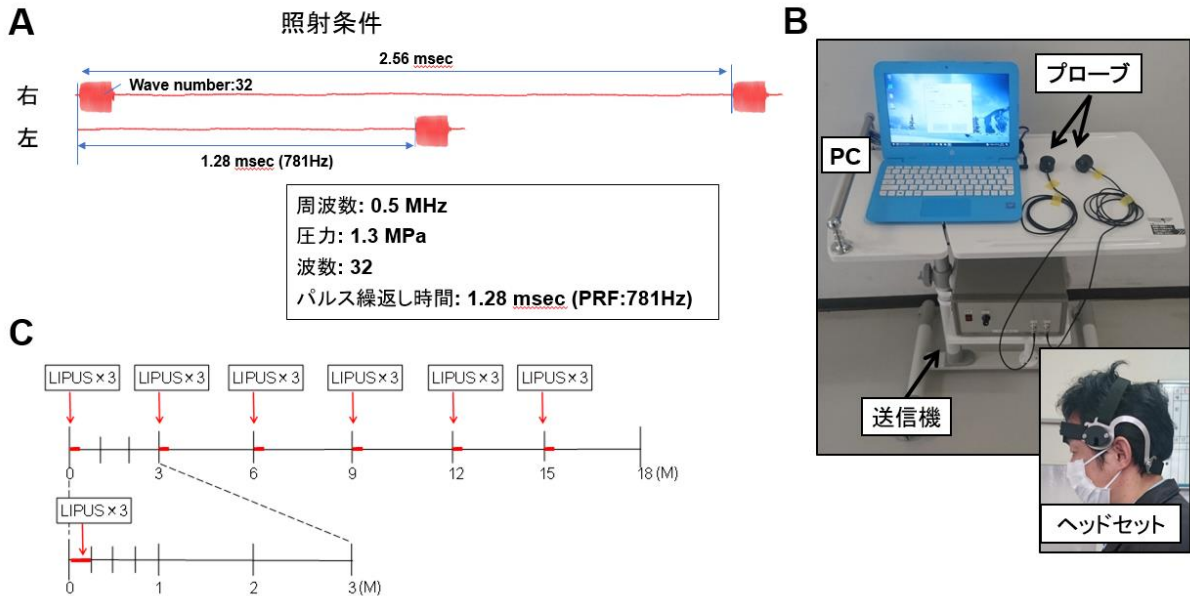 A
照射条件
2.56 msec
Wave number:32
右
左
1.28 msec (781Hz)
周波数: 0.5 MHz
圧力: 1.3 MPa
波数: 32
パルス繰返し時間: 1.28 msec (PRF:781Hz)
B
プローブ
PC
送信機
ヘッドセット
C
LIPUS×3 LIPUS×3 LIPUS×3 LIPUS×3 LIPUS×3 LIPUS×3
0 3 6 9 12 15 18 (M)
LIPUS×3
0 1 2 3 (M)